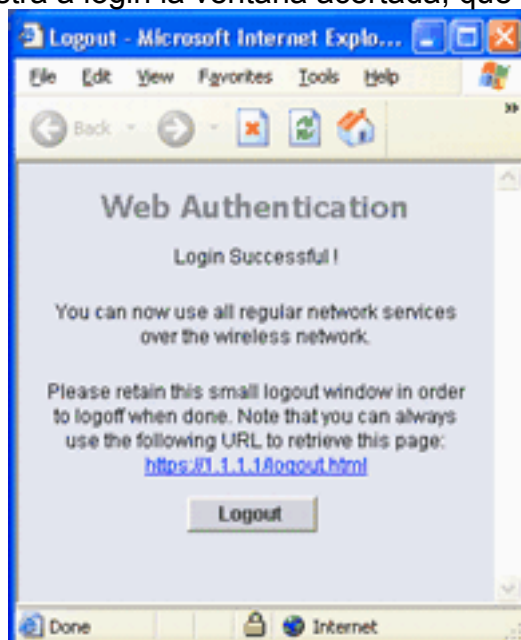 a login la ventana acertada, que
Logout - Microsoft Internet Explo...
File Edit View Favorites Tools Help
Back
Web Authentication
Login Successful !
You can now use all regular network services
over the wireless network.
Please retain this small logout window in order
to logoff when done. Note that you can always
use the following URL to retrieve this page:
https://1.1.1.1/logout.html
Logout
Done Internet